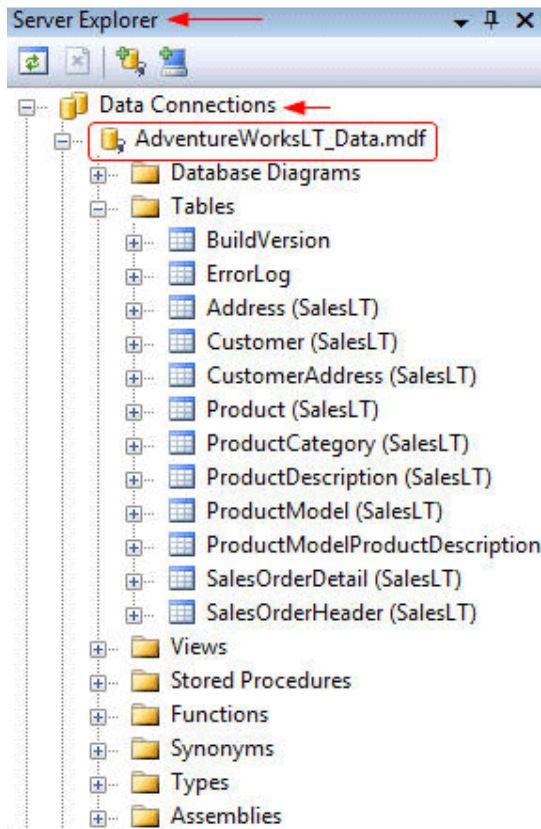 Server Explorer
Data Connections
AdventureWorksLT_Data.mdf
Database Diagrams
Tables
BuildVersion
ErrorLog
Address (SalesLT)
Customer (SalesLT)
CustomerAddress (SalesLT)
Product (SalesLT)
ProductCategory (SalesLT)
ProductDescription (SalesLT)
ProductModel (SalesLT)
ProductModelProductDescription
SalesOrderDetail (SalesLT)
SalesOrderHeader (SalesLT)
Views
Stored Procedures
Functions
Synonyms
Types
Assemblies